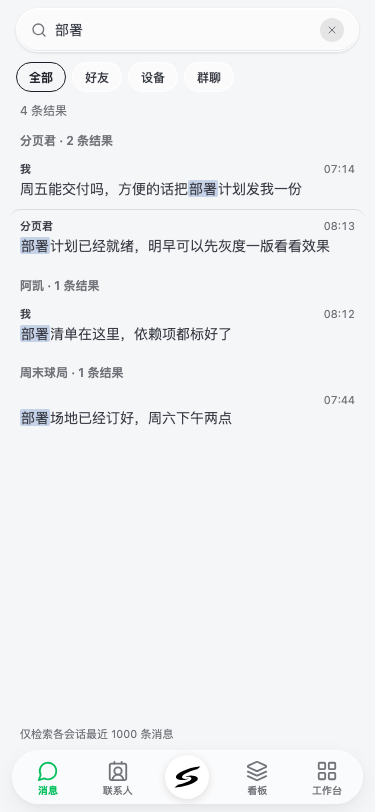 部署
全部 好友 设备 群聊
4 条结果
分页君 · 2 条结果
我 07:14
周五能交付吗，方便的话把部署计划发我一份
分页君 08:13
部署计划已经就绪，明早可以先灰度一版看看效果
阿凯 · 1 条结果
我 08:12
部署清单在这里，依赖项都标好了
周末球局 · 1 条结果
07:44
部署场地已经订好，周六下午两点
仅检索各会话最近 1000 条消息
消息 联系人 看板 工作台